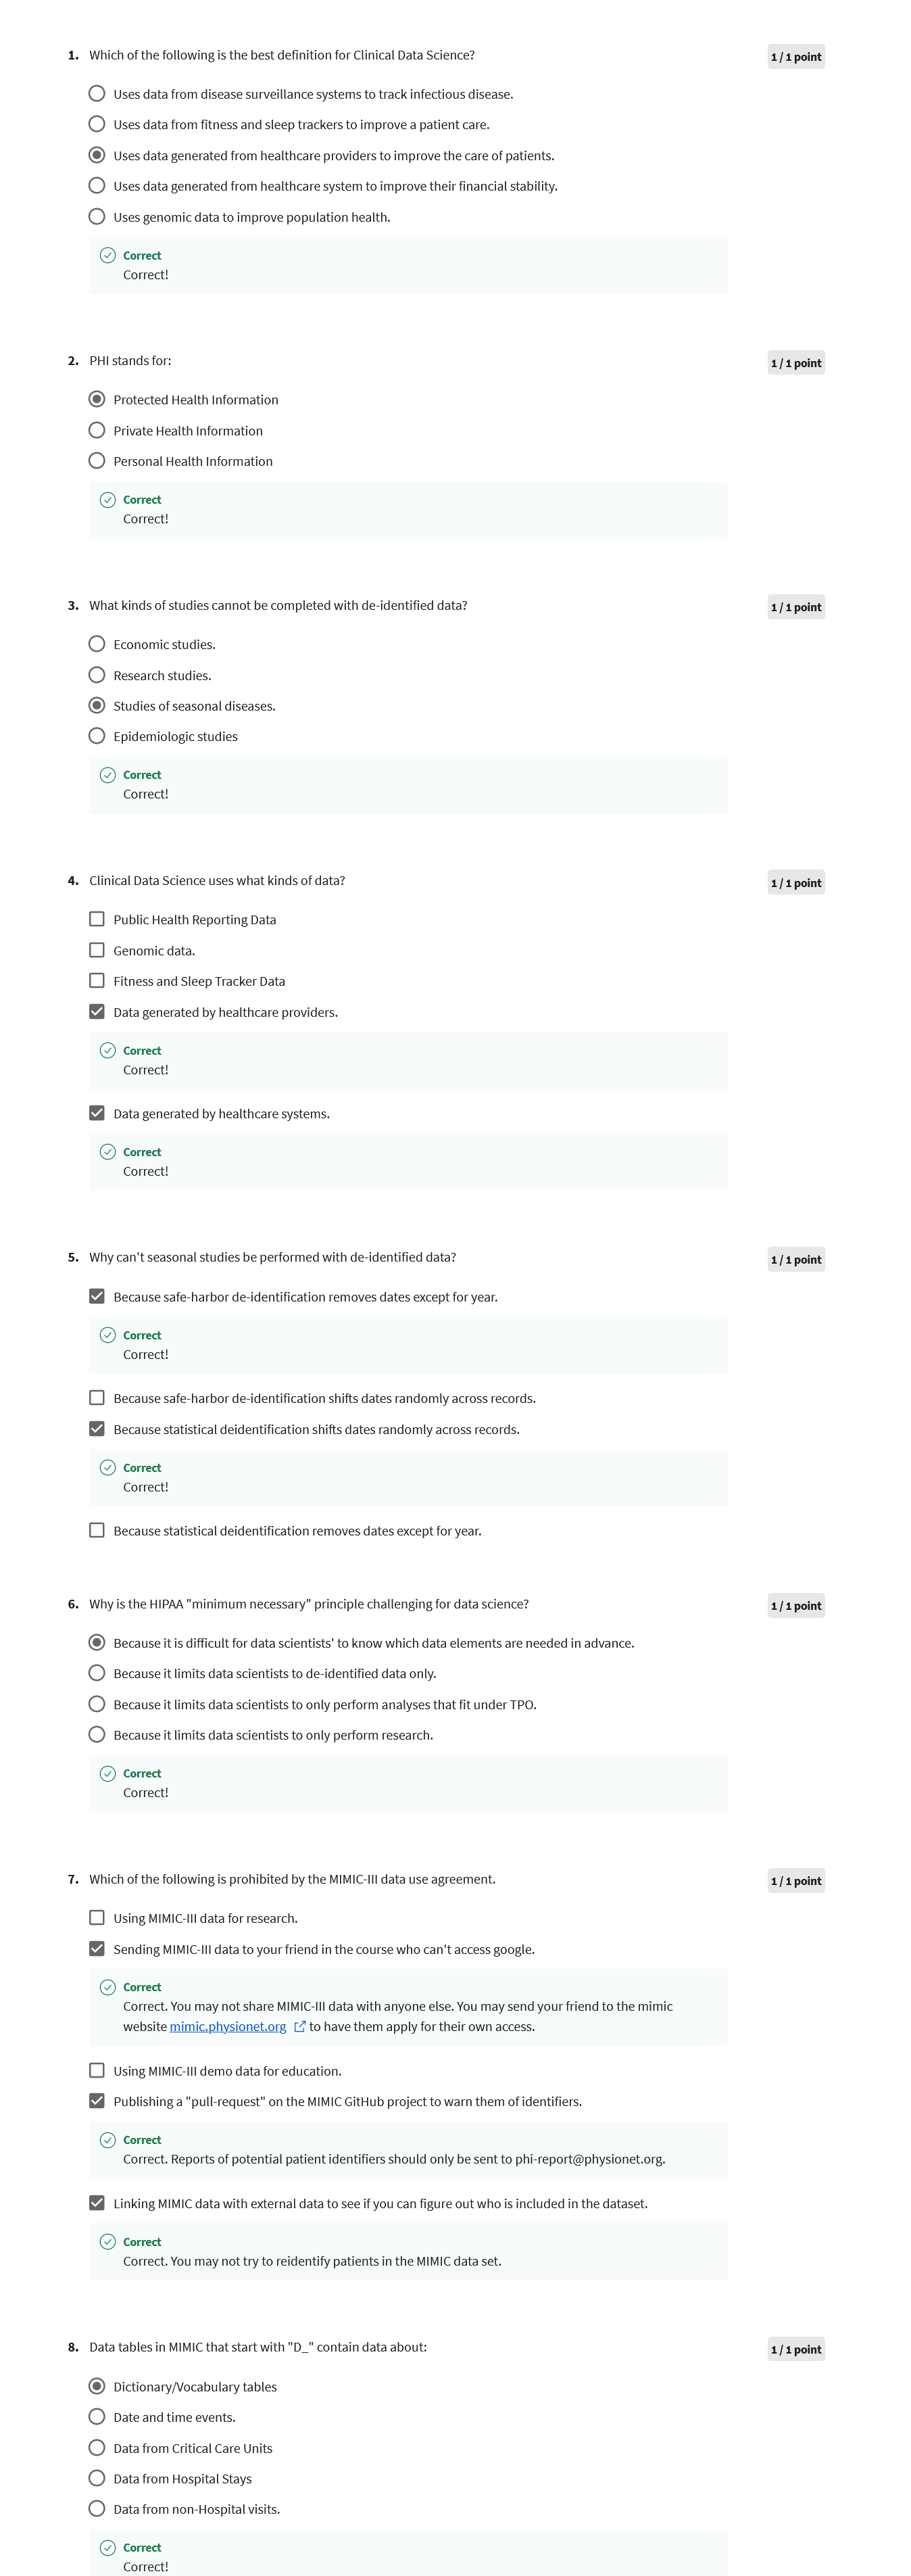 1. Which of the following is the best definition for Clinical Data Science?
1 / 1 point
Uses data from disease surveillance systems to track infectious disease.
Uses data from fitness and sleep trackers to improve a patient care.
Uses data generated from healthcare providers to improve the care of patients.
Uses data generated from healthcare system to improve their financial stability.
Uses genomic data to improve population health.
Correct
Correct!
2. PHI stands for:
1 / 1 point
Protected Health Information
Private Health Information
Personal Health Information
Correct
Correct!
3. What kinds of studies cannot be completed with de-identified data?
1 / 1 point
Economic studies.
Research studies.
Studies of seasonal diseases.
Epidemiologic studies
Correct
Correct!
4. Clinical Data Science uses what kinds of data?
1 / 1 point
Public Health Reporting Data
Genomic data.
Fitness and Sleep Tracker Data
Data generated by healthcare providers.
Correct
Correct!
Data generated by healthcare systems.
Correct
Correct!
5. Why can't seasonal studies be performed with de-identified data?
1 / 1 point
Because safe-harbor de-identification removes dates except for year.
Correct
Correct!
Because safe-harbor de-identification shifts dates randomly across records.
Because statistical deidentification shifts dates randomly across records.
Correct
Correct!
Because statistical deidentification removes dates except for year.
6. Why is the HIPAA "minimum necessary" principle challenging for data science?
1 / 1 point
Because it is difficult for data scientists' to know which data elements are needed in advance.
Because it limits data scientists to de-identified data only.
Because it limits data scientists to only perform analyses that fit under TPO.
Because it limits data scientists to only perform research.
Correct
Correct!
7. Which of the following is prohibited by the MIMIC-III data use agreement.
1 / 1 point
Using MIMIC-III data for research.
Sending MIMIC-III data to your friend in the course who can't access google.
Correct
Correct. You may not share MIMIC-III data with anyone else. You may send your friend to the mimic
website mimic.physionet.org to have them apply for their own access.
Using MIMIC-III demo data for education.
Publishing a "pull-request" on the MIMIC GitHub project to warn them of identifiers.
Correct
Correct. Reports of potential patient identifiers should only be sent to phi-report@physionet.org.
Linking MIMIC data with external data to see if you can figure out who is included in the dataset.
Correct
Correct. You may not try to reidentify patients in the MIMIC data set.
8. Data tables in MIMIC that start with "D_" contain data about:
1 / 1 point
Dictionary/Vocabulary tables
Date and time events.
Data from Critical Care Units
Data from Hospital Stays
Data from non-Hospital visits.
Correct
Correct!